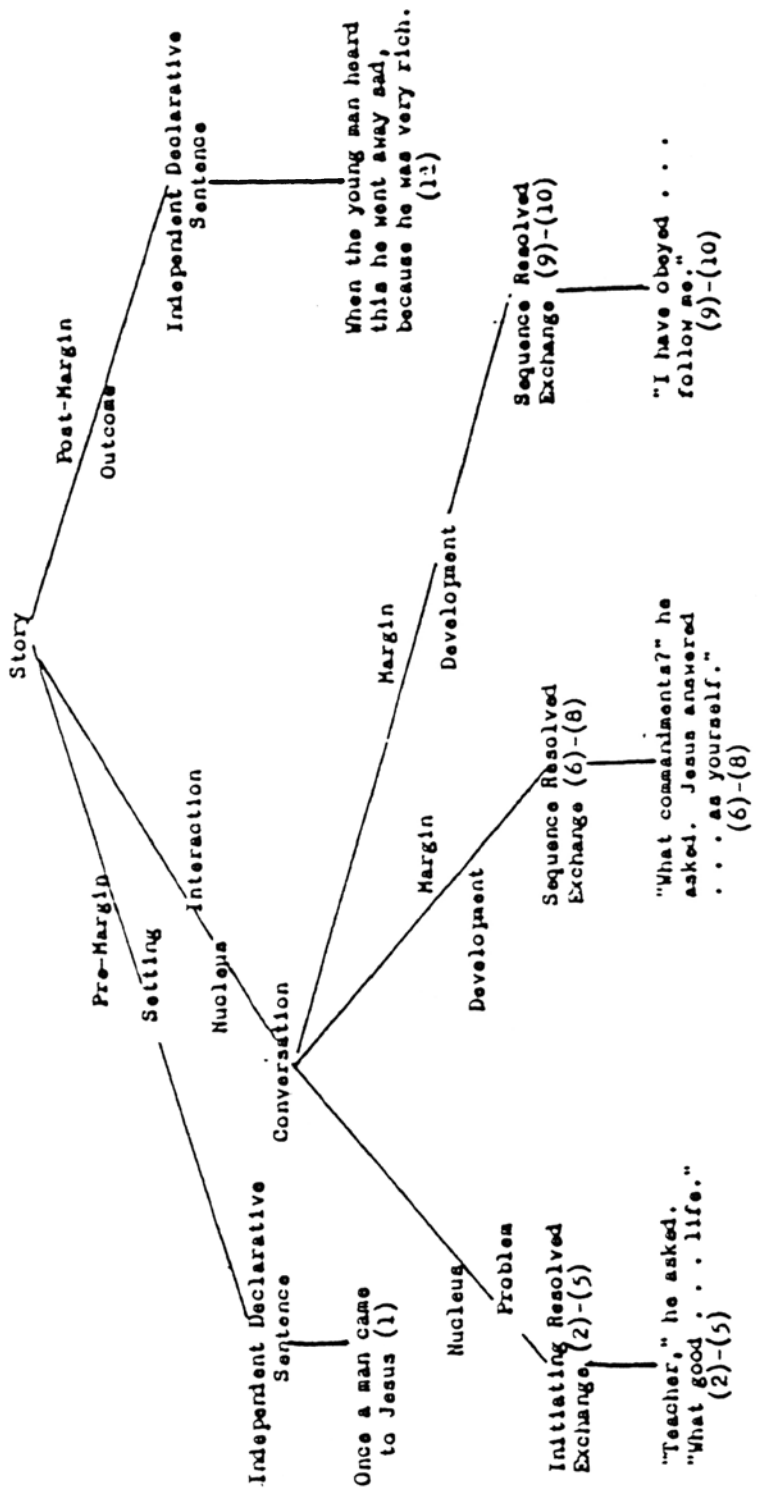 Story
Pre-Margin
Setting
Interaction
Nucleus
Post-Margin
Outcome
Independent Declarative
Sentence
Once a man came
to Jesus (1)
Conversation
Independent Declarative
Sentence
When the young man heard
this he went away sad,
because he was very rich.
(11)
Nucleus
Problem
Margin
Development
Margin
Development
Initiating Resolved
Exchange (2)-(5)
"Teacher," he asked.
"What good . . . life."
(2)-(5)
Sequence Resolved
Exchange (6)-(8)
"What commandments?" he
asked. Jesus answered
. . . as yourself."
(6)-(8)
Sequence Resolved
Exchange (9)-(10)
"I have obeyed . . . .
follow me."
(9)-(10)